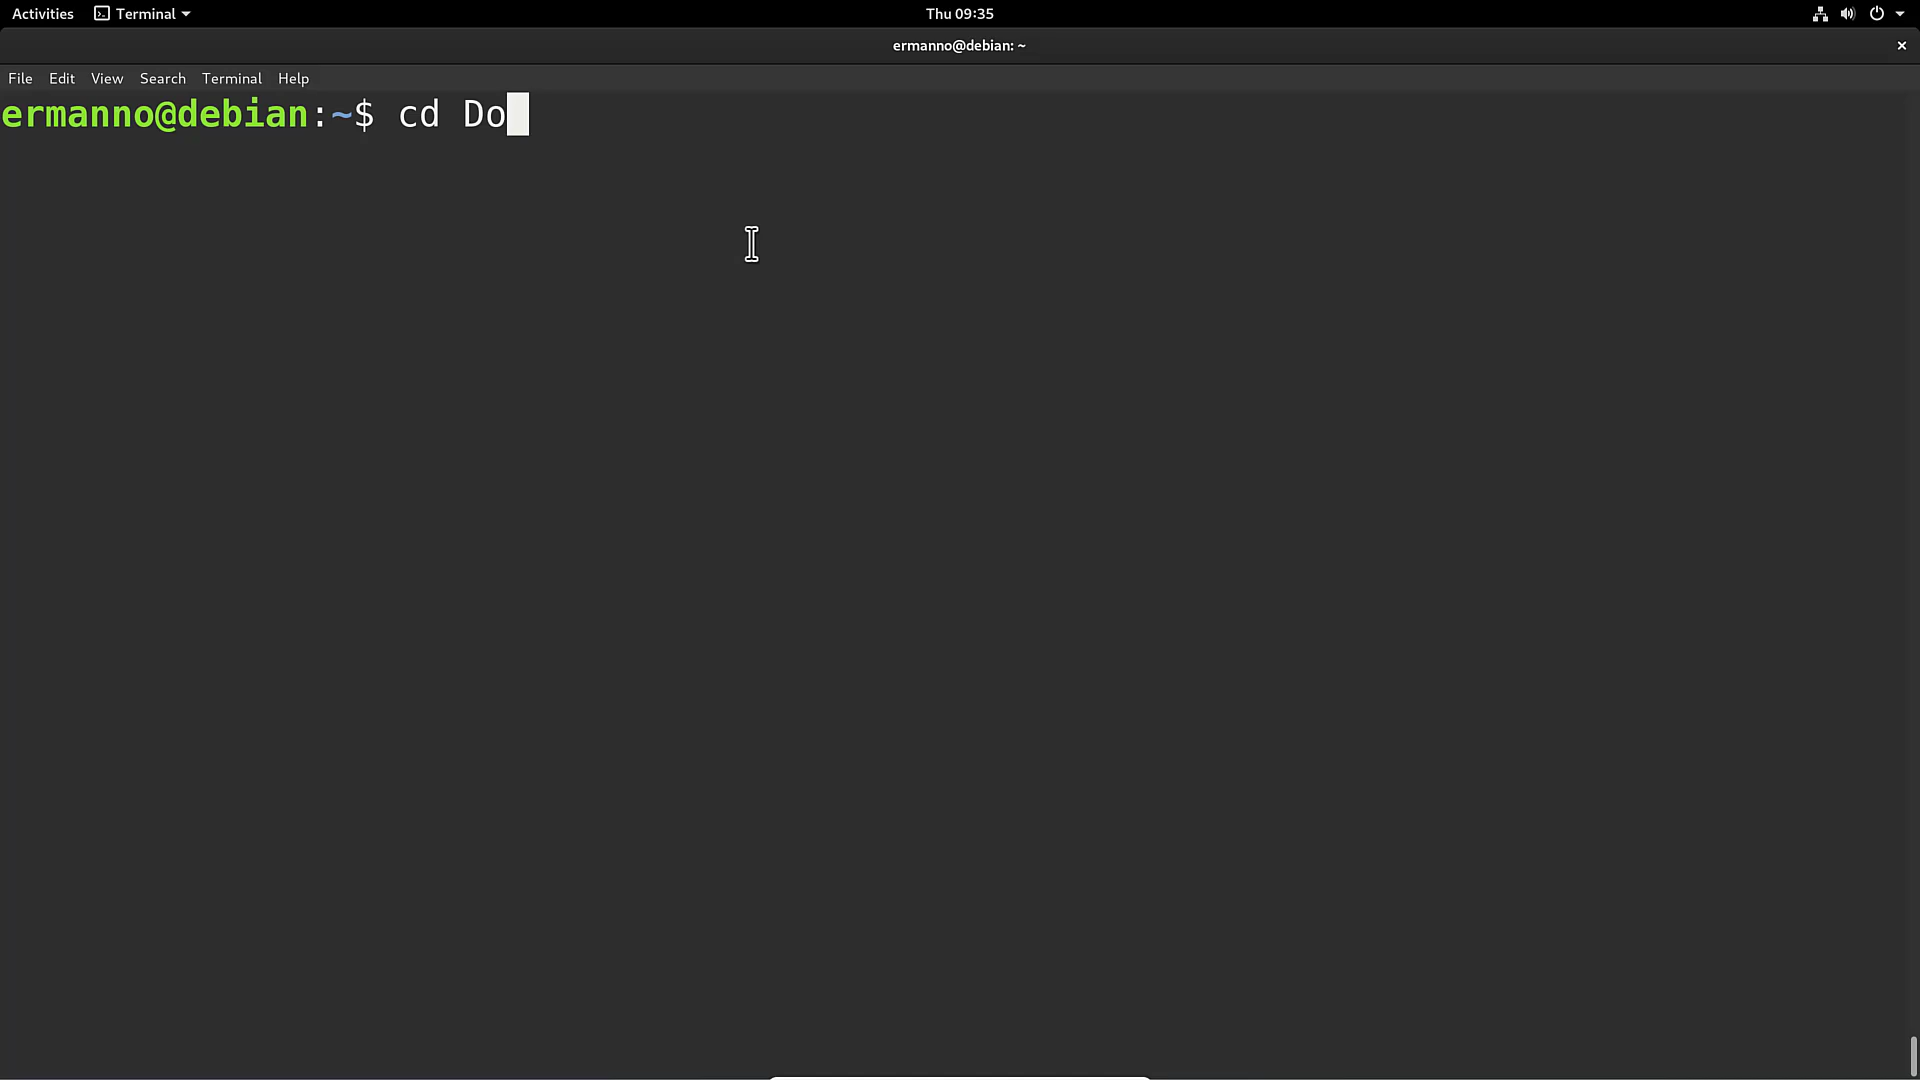 Activities Terminal Thu 09:35
ermanno@debian: ~
File Edit View Search Terminal Help
ermanno@debian:~$ cd Do